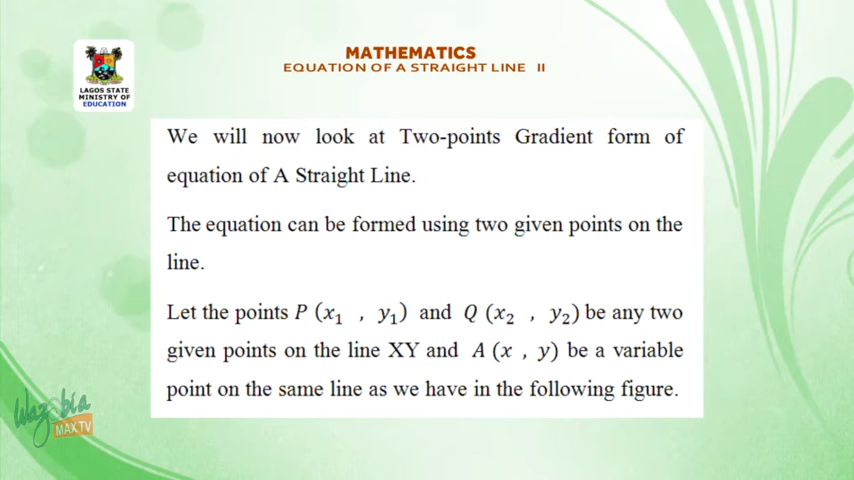 MATHEMATICS
EQUATION OF A STRAIGHT LINE II
LAGOS STATE
MINISTRY OF
EDUCATION
We will now look at Two-points Gradient form of
equation of A Straight Line.
The equation can be formed using two given points on the
line.
Let the points P (x₁ , y₁) and Q (x₂ , y₂) be any two
given points on the line XY and A (x , y) be a variable
point on the same line as we have in the following figure.
Wazobia
MAX TV